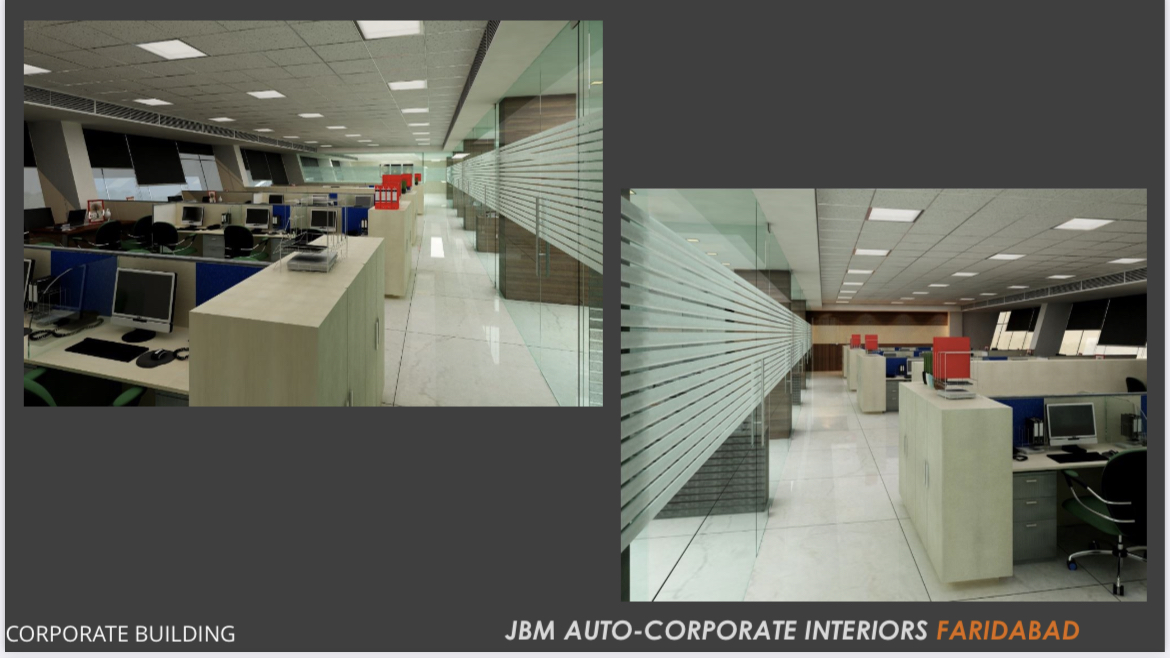 CORPORATE BUILDING
JBM AUTO-CORPORATE INTERIORS FARIDABAD